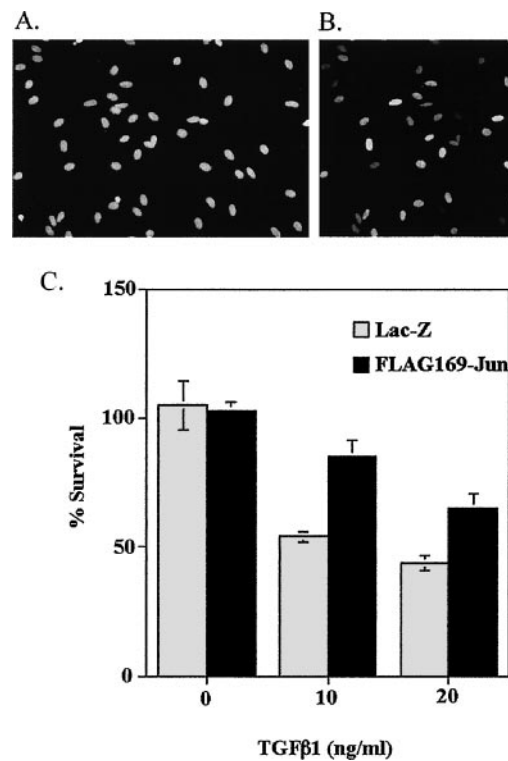 A.
B.
C.
150
100
50
0
% Survival
Lac-Z
FLAG169-Jun
0
10
20
TGFβ1 (ng/ml)